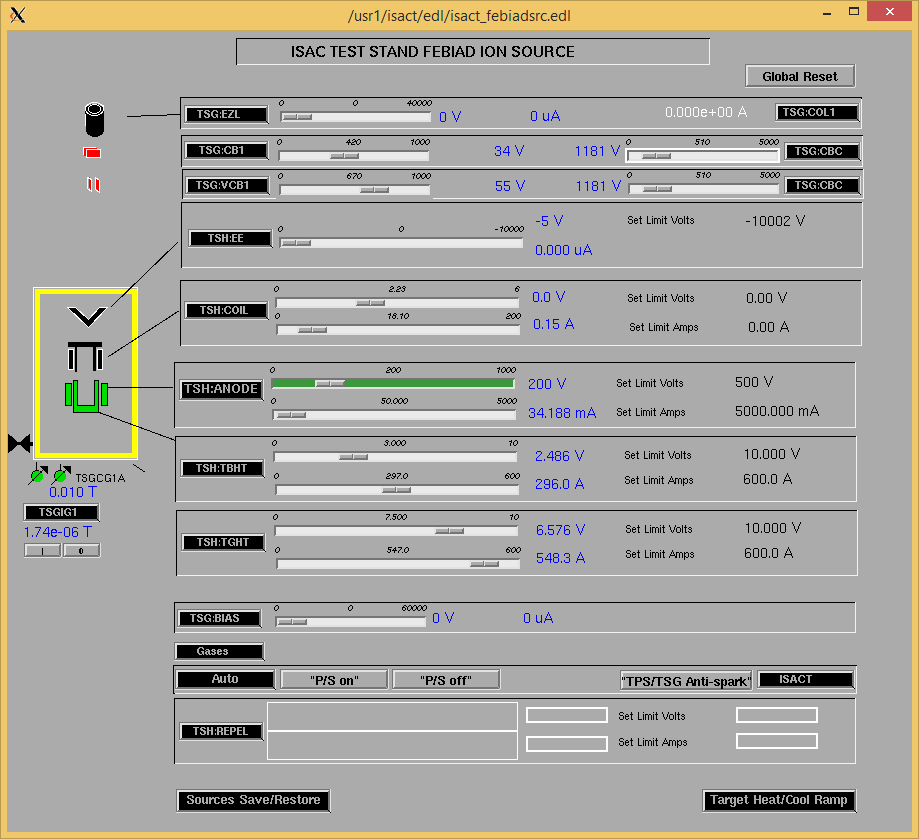 X
/usr1/isact/edl/isact_febiadsrc.edl
ISAC TEST STAND FEBIAD ION SOURCE
Global Reset
TSG:EZL 0 0 40000 0 V 0 uA 0.000e+00 A TSG:COL1
TSG:CB1 0 420 1000 34 V 1181 V 0 510 5000 TSG:CBC
TSG:VCB1 0 670 1000 55 V 1181 V 0 510 5000 TSG:CBC
TSH:EE 0 0 -10000 -5 V Set Limit Volts -10002 V
0.000 uA
TSH:COIL 0 2.23 6 0.0 V Set Limit Volts 0.00 V
0 16.10 200 0.15 A Set Limit Amps 0.00 A
TSH:ANODE 0 200 1000 200 V Set Limit Volts 500 V
0 50.000 5000 34.188 mA Set Limit Amps 5000.000 mA
TSH:TBHT 0 3.000 10 2.486 V Set Limit Volts 10.000 V
0 297.0 600 296.0 A Set Limit Amps 600.0 A
TSGCG1A
0.010 T
TSGIG1
1.74e-06 T
I 0
TSH:TGHT 0 7.500 10 6.576 V Set Limit Volts 10.000 V
0 547.0 600 548.3 A Set Limit Amps 600.0 A
TSG:BIAS 0 0 60000 0 V 0 uA
Gases
Auto "P/S on" "P/S off" "TPS/TSG Anti-spark" ISACT
TSH:REPEL Set Limit Volts
Set Limit Amps
Sources Save/Restore Target Heat/Cool Ramp